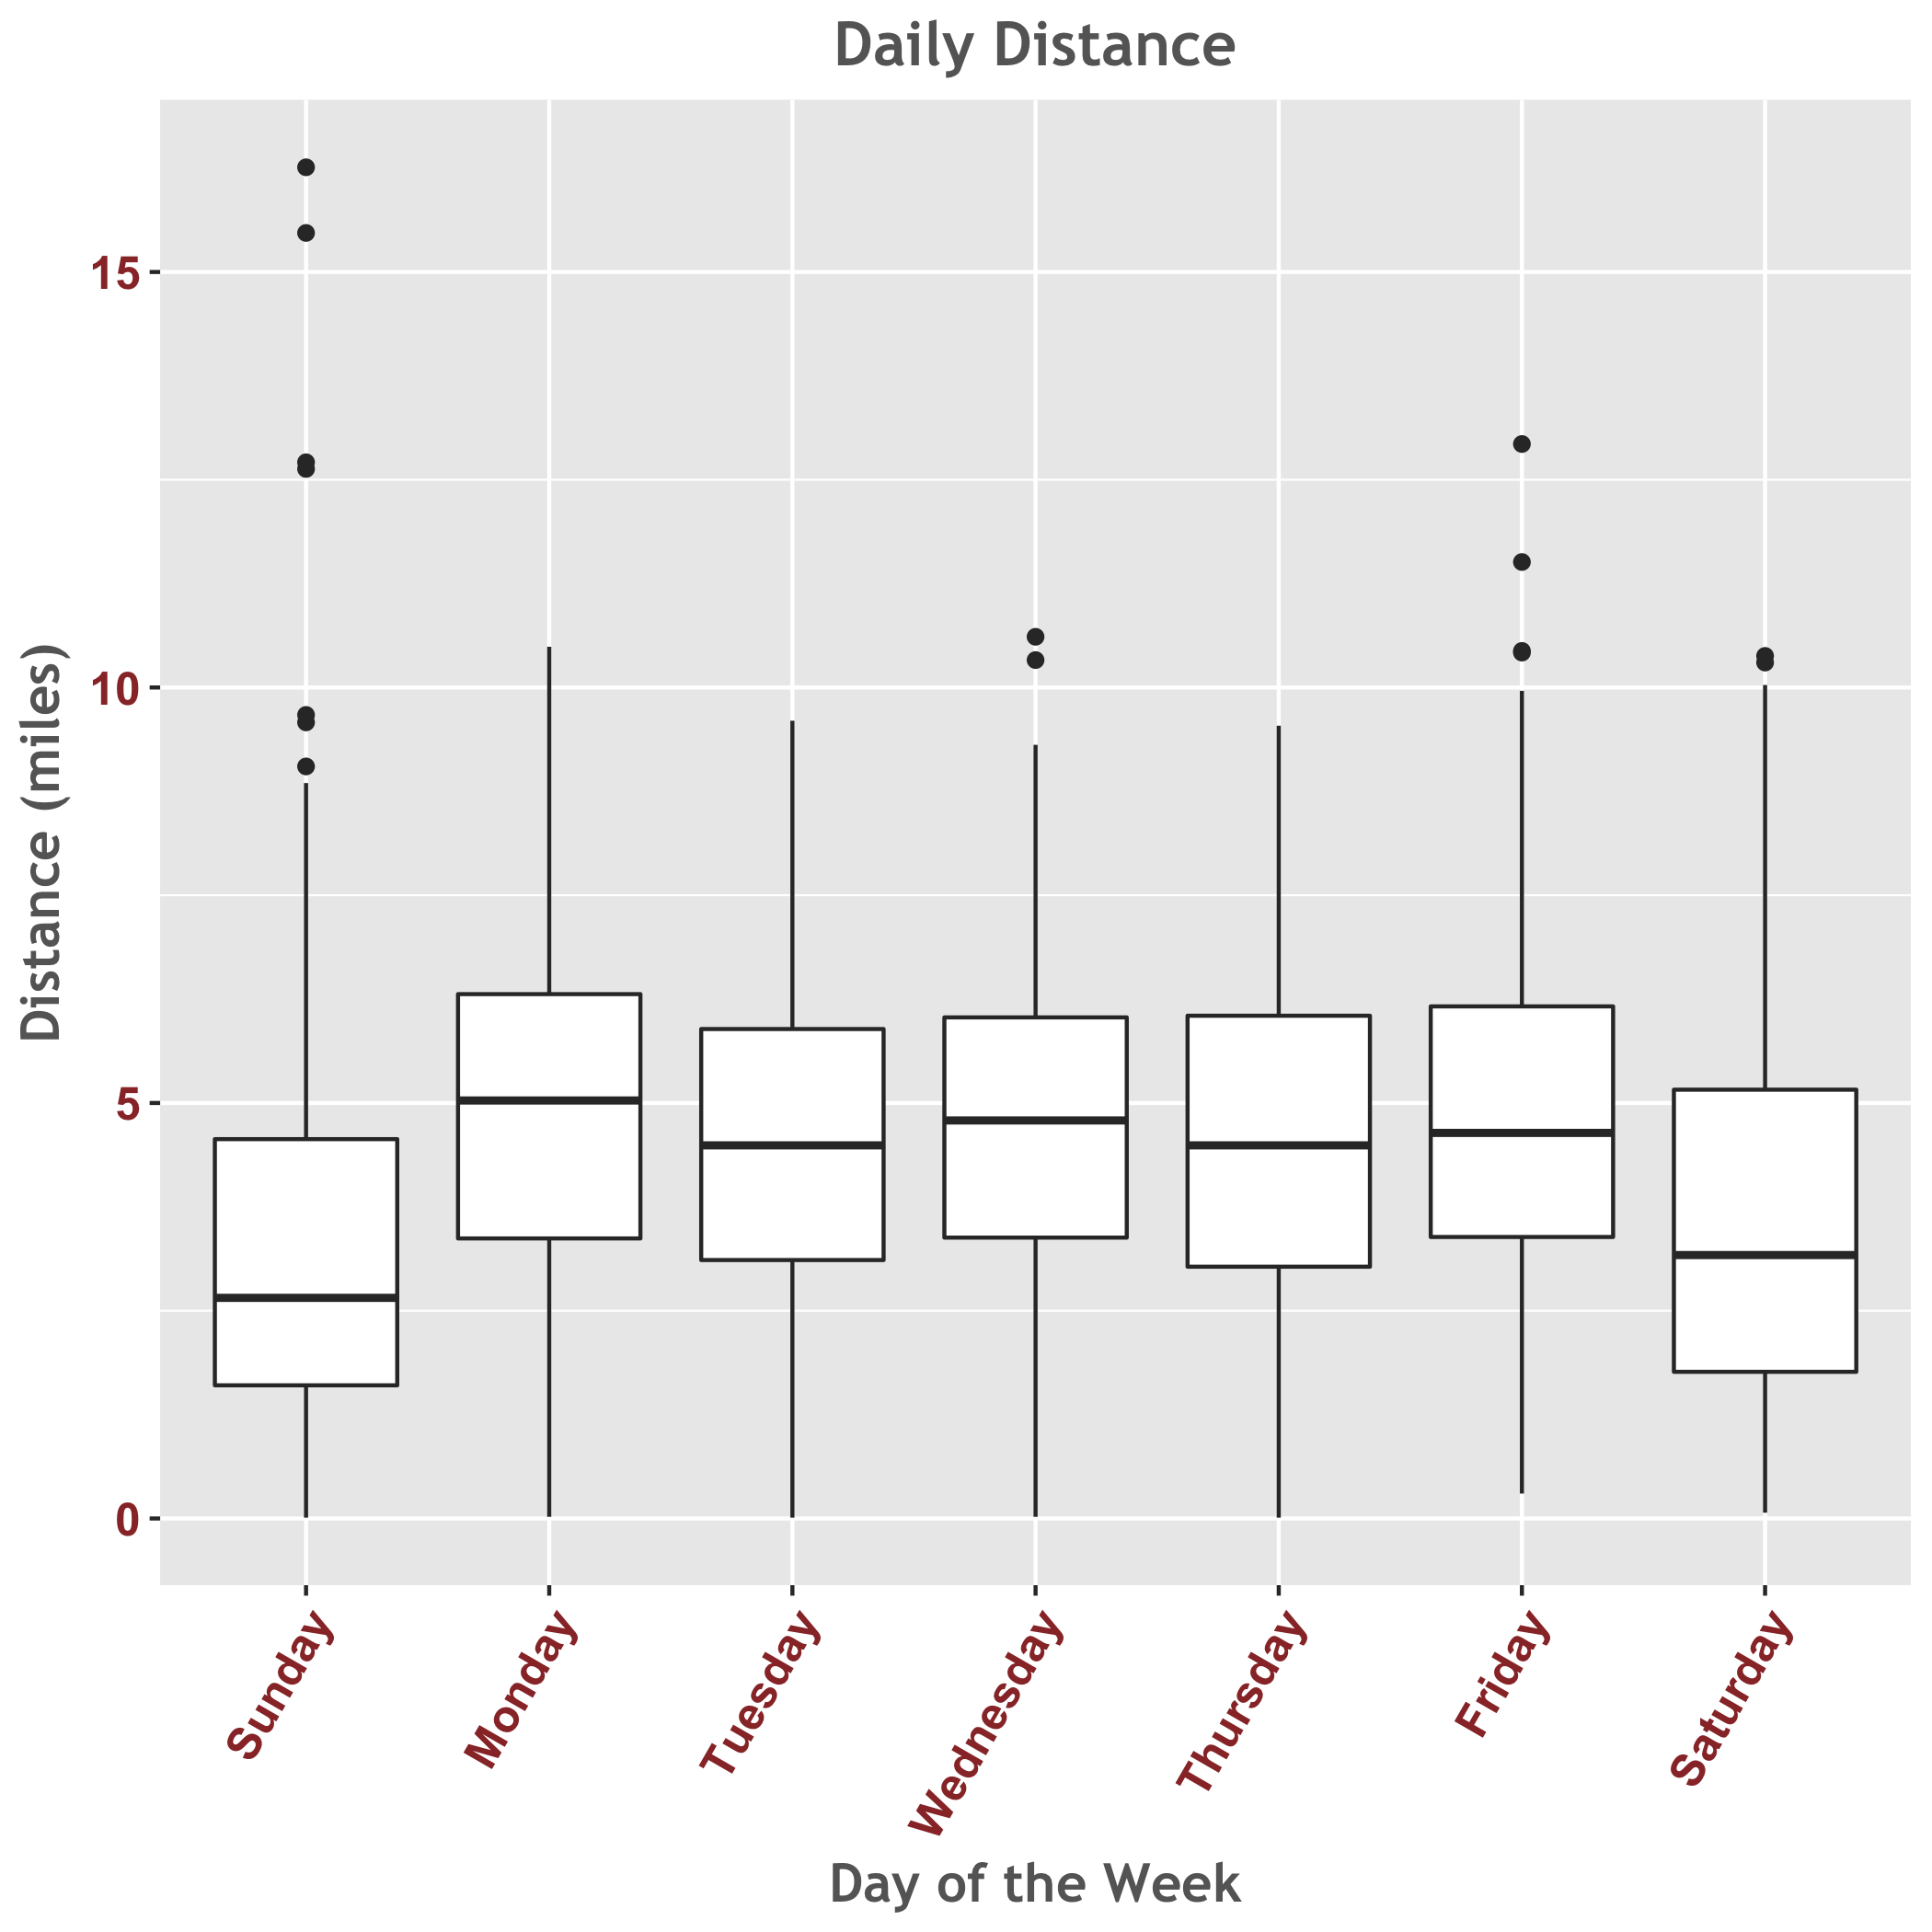 Daily Distance
Distance (miles)
15
10
5
0
Sunday
Monday
Tuesday
Wednesday
Thursday
Friday
Saturday
Day of the Week